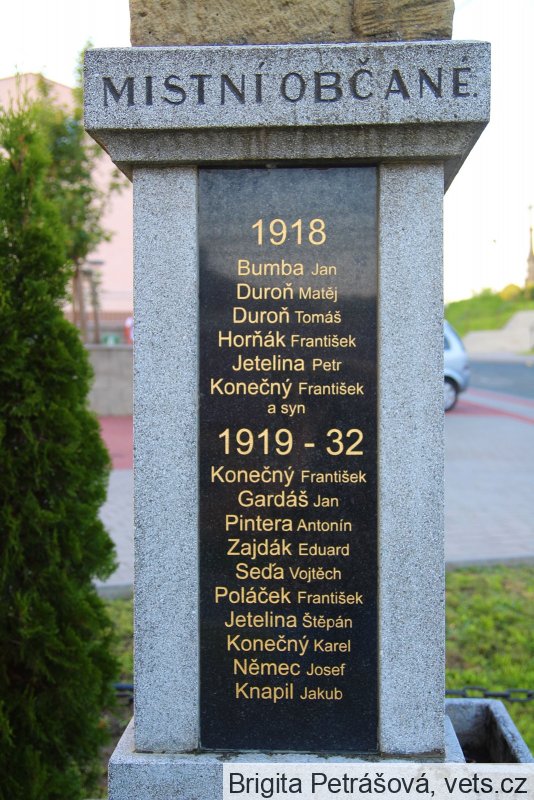 MISTNÍ OBČANÉ.
1918
Bumba Jan
Duroň Matěj
Duroň Tomáš
Horňák František
Jetelina Petr
Konečný František
a syn
1919 - 32
Konečný František
Gardáš Jan
Pintera Antonín
Zajdák Eduard
Seďa Vojtěch
Poláček František
Jetelina Štěpán
Konečný Karel
Němec Josef
Knapil Jakub
Brigita Petrášová, vets.cz